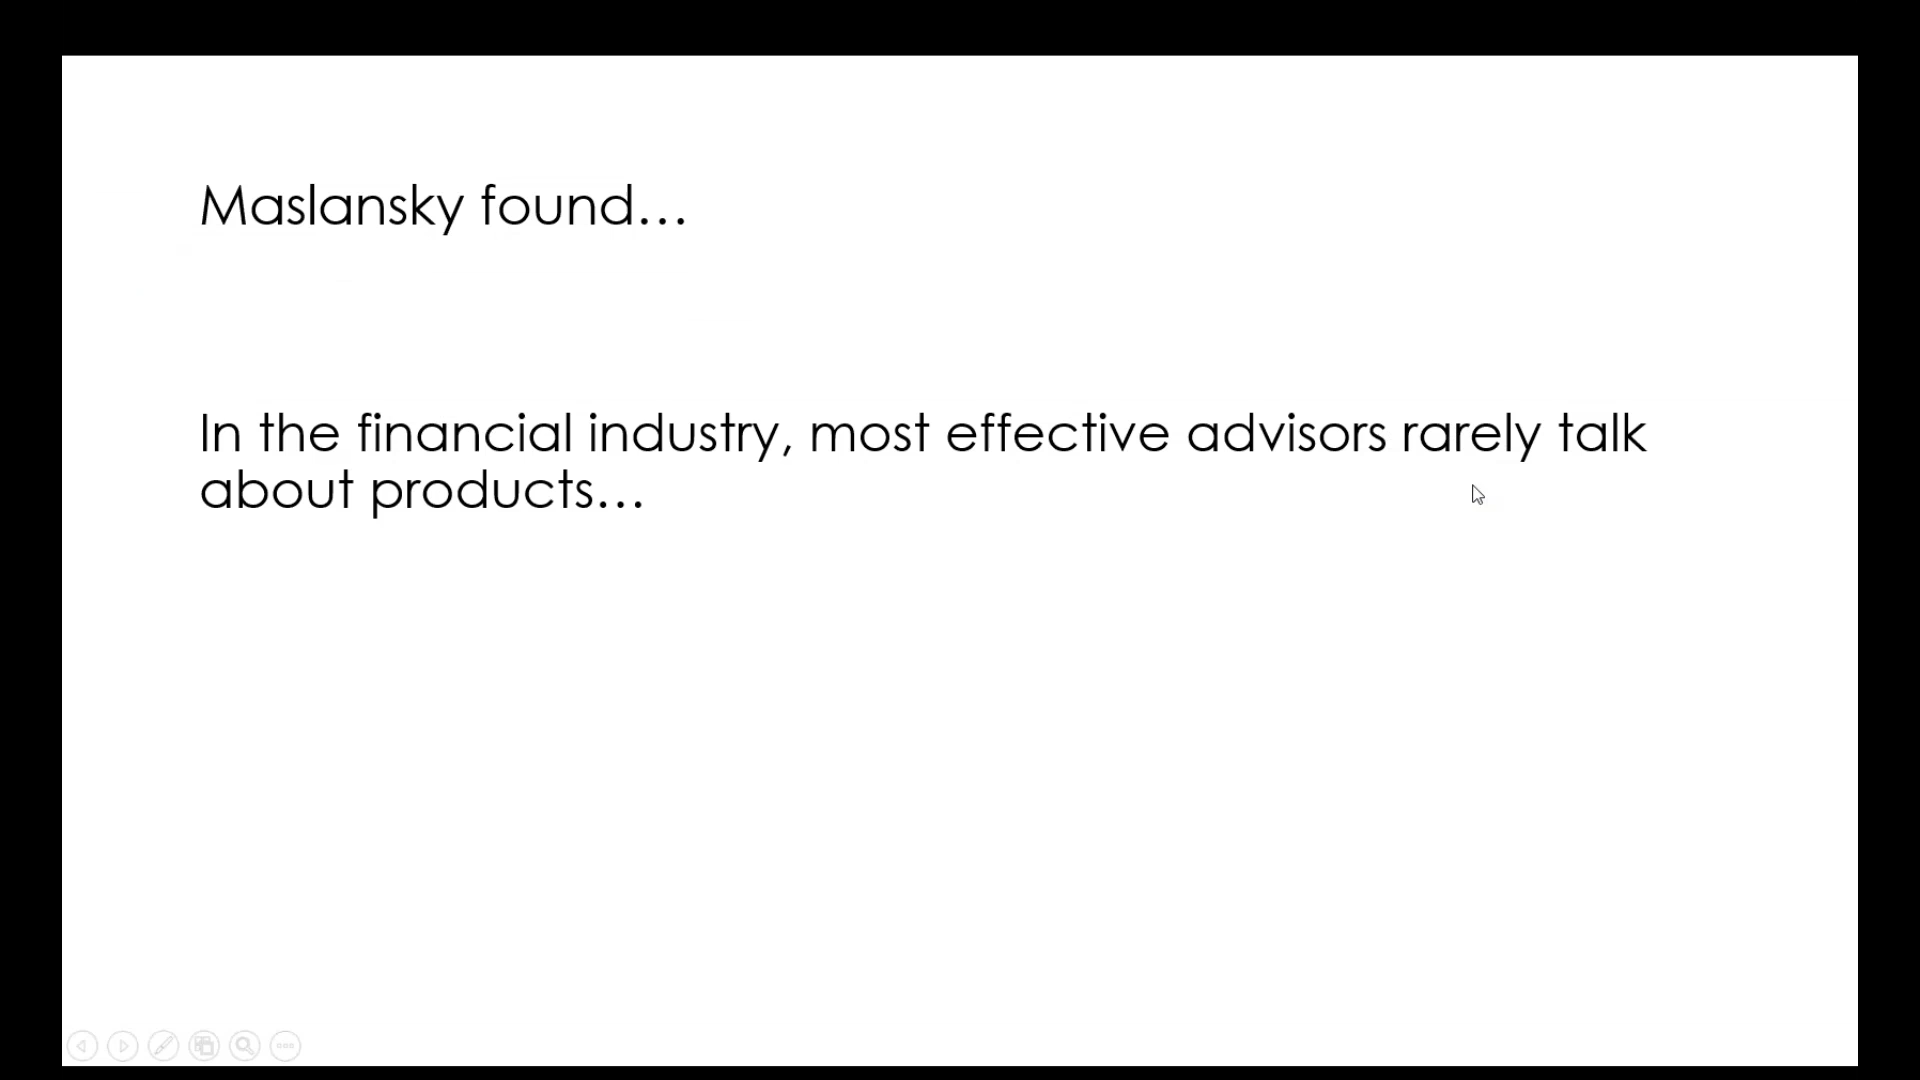 Maslansky found…
In the financial industry, most effective advisors rarely talk
about products…